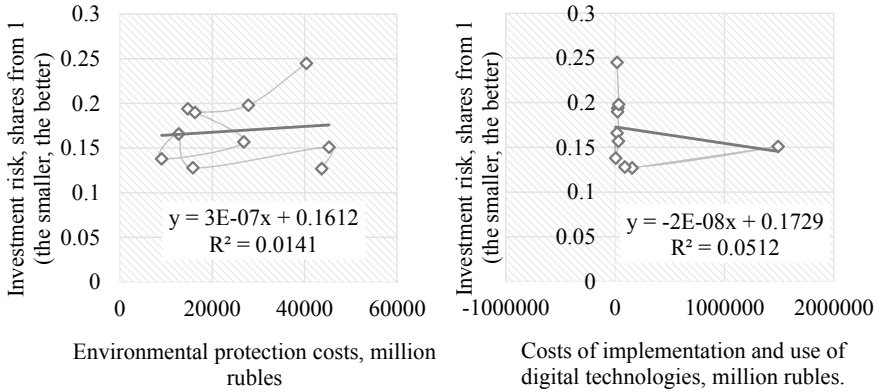 Investment risk, shares from 1
(the smaller, the better)
0.3
0.25
0.2
0.15
0.1
0.05
0
y = 3E-07x + 0.1612
R² = 0.0141
0 20000 40000 60000
Environmental protection costs, million
rubles
Investment risk, shares from 1
(the smaller, the better)
0.3
0.25
0.2
0.15
0.1
0.05
0
y = -2E-08x + 0.1729
R² = 0.0512
-1000000 0 1000000 2000000
Costs of implementation and use of
digital technologies, million rubles.